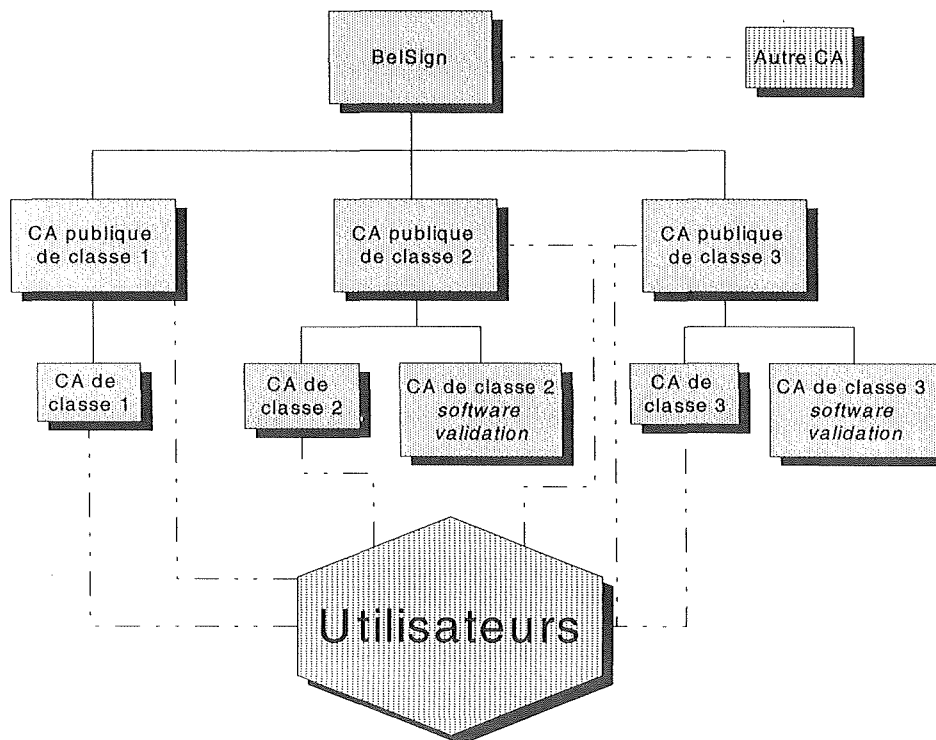 BelSign
Autre CA
CA publique
de classe 1
CA publique
de classe 2
CA publique
de classe 3
CA de
classe 1
CA de
classe 2
CA de classe 2
software
validation
CA de
classe 3
CA de classe 3
software
validation
Utilisateurs